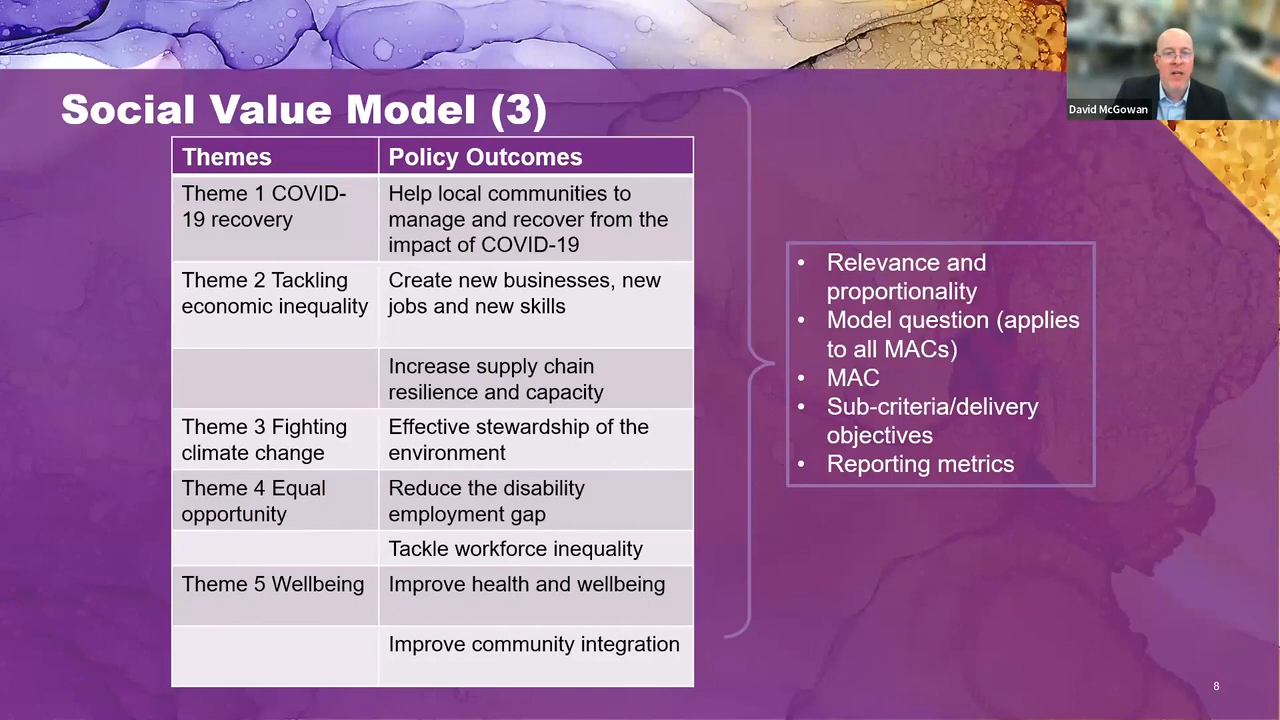 Social Value Model (3)
David McGowan
Themes
Policy Outcomes
Theme 1 COVID-
19 recovery
Help local communities to
manage and recover from the
impact of COVID-19
Theme 2 Tackling
economic inequality
Create new businesses, new
jobs and new skills
Increase supply chain
resilience and capacity
Theme 3 Fighting
climate change
Effective stewardship of the
environment
Theme 4 Equal
opportunity
Reduce the disability
employment gap
Tackle workforce inequality
Theme 5 Wellbeing
Improve health and wellbeing
Improve community integration
• Relevance and
proportionality
• Model question (applies
to all MACs)
• MAC
• Sub-criteria/delivery
objectives
• Reporting metrics
8